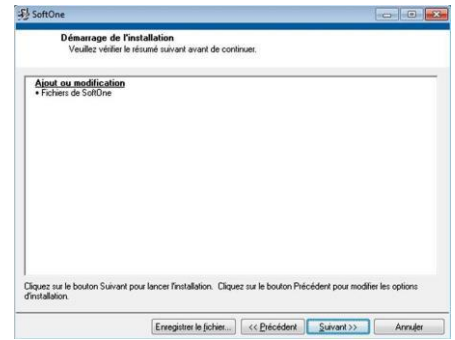 SoftOne
Démarrage de l'installation
Veuillez vérifier le résumé suivant avant de continuer.
Ajout ou modification
• Fichiers de SoftOne
Cliquez sur le bouton Suivant pour lancer l'installation. Cliquez sur le bouton Précédent pour modifier les options
d'installation.
Enregistrer le fichier... << Précédent Suivant >> Annuler